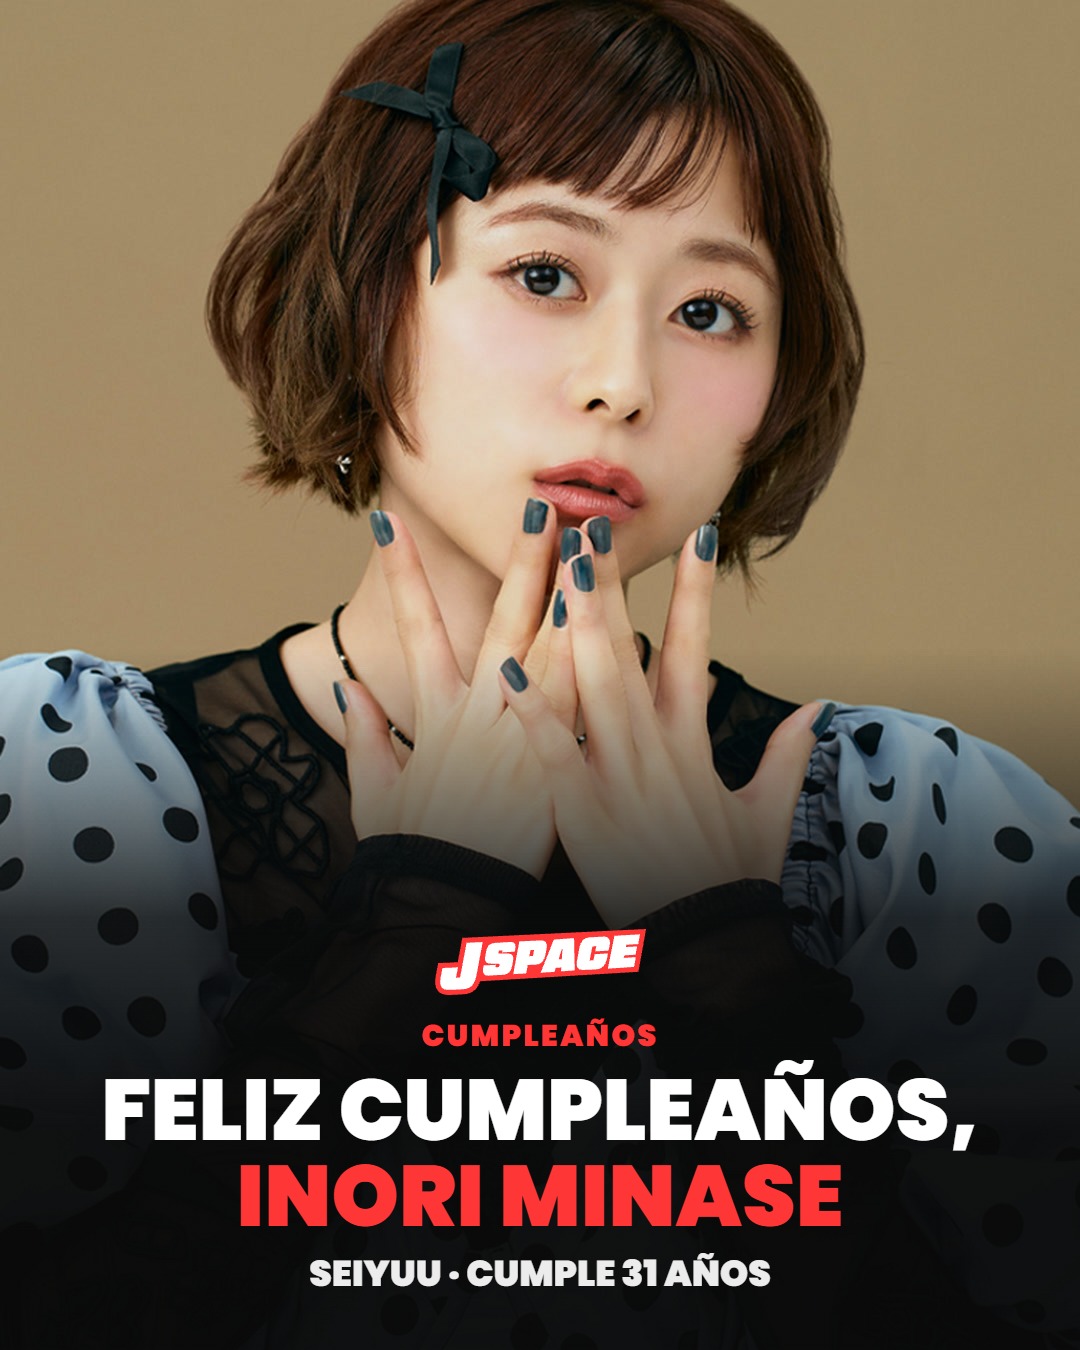 JSPACE
CUMPLEAÑOS
FELIZ CUMPLEAÑOS,
INORI MINASE
SEIYUU · CUMPLE 31 AÑOS